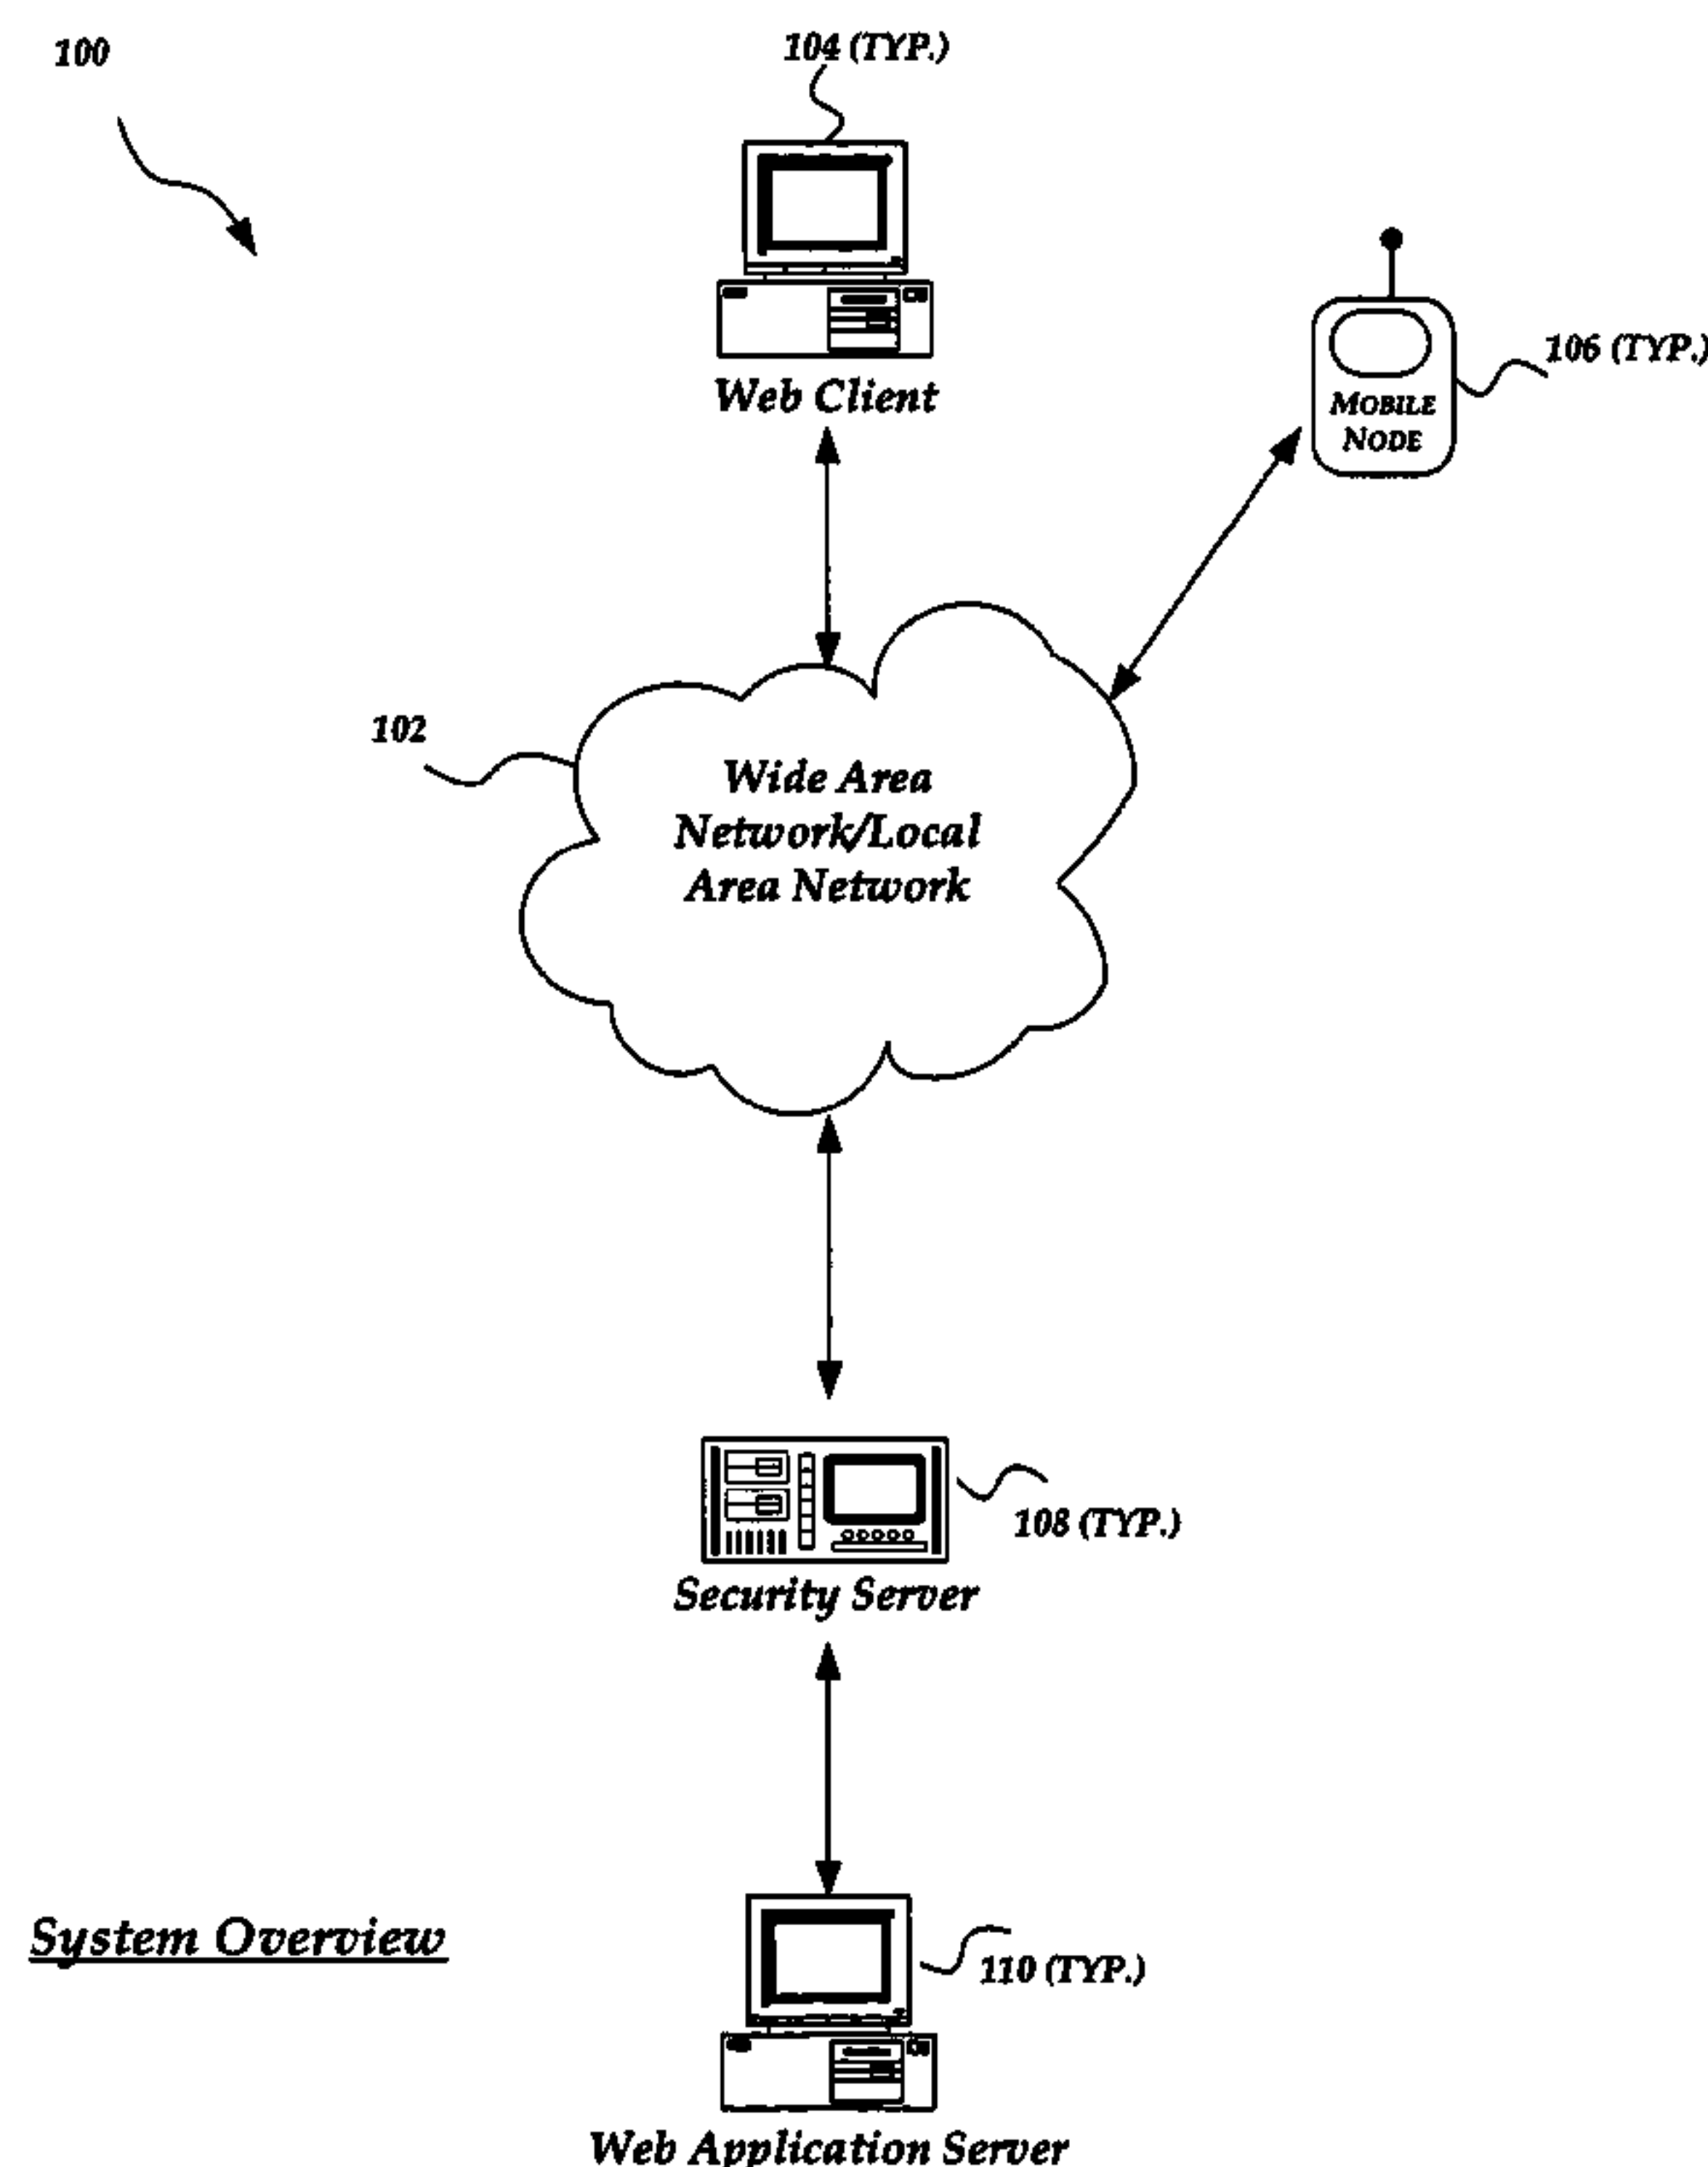 100
104 (TYP.)
Web Client
106 (TYP.)
MOBILE
NODE
102
Wide Area
Network/Local
Area Network
108 (TYP.)
Security Server
System Overview
110 (TYP.)
Web Application Server